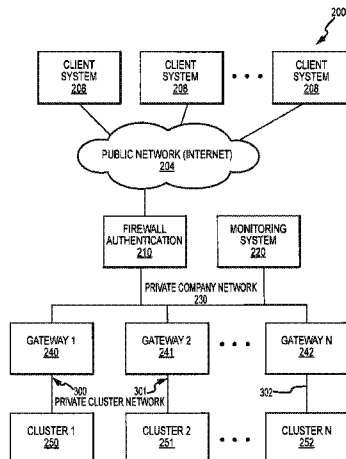 200
CLIENT SYSTEM 208
CLIENT SYSTEM 208
CLIENT SYSTEM 208
PUBLIC NETWORK (INTERNET)
204
FIREWALL AUTHENTICATION 210
MONITORING SYSTEM 220
PRIVATE COMPANY NETWORK
230
GATEWAY 1 240
GATEWAY 2 241
GATEWAY N 242
300
301
302
PRIVATE CLUSTER NETWORK
CLUSTER 1 250
CLUSTER 2 251
CLUSTER N 252